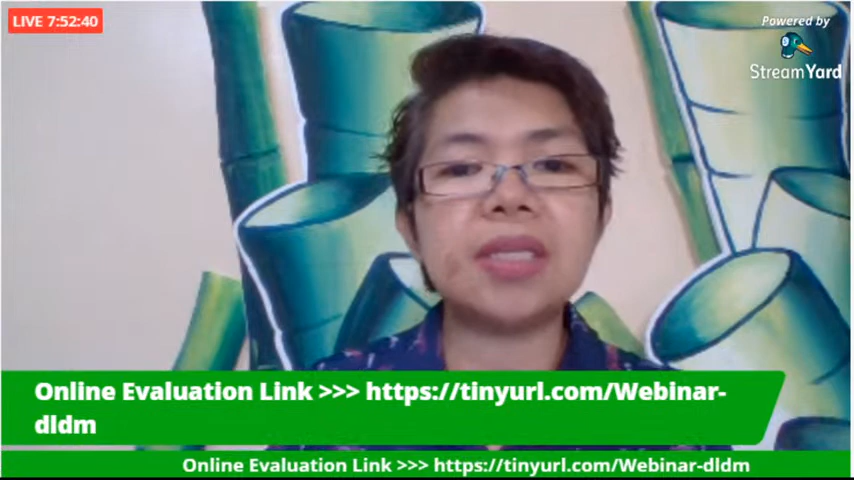 LIVE 7:52:40
Powered by
StreamYard
Online Evaluation Link >>> https://tinyurl.com/Webinar-
dldm
Online Evaluation Link >>> https://tinyurl.com/Webinar-dldm